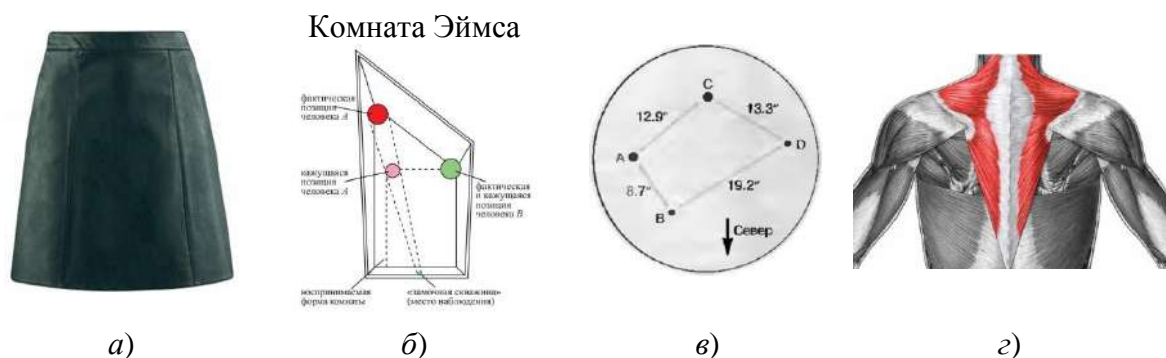 Комната Эймса
фактическая
позиция
человека А
кажущаяся
позиция
человека А
фактическая
и кажущаяся
позиция
человека В
воспринимаемая
форма комнаты
«замочная скважина»
(место наблюдения)
C
12.9″
13.3″
A
D
8.7″
19.2″
B
Север
а)
б)
в)
г)